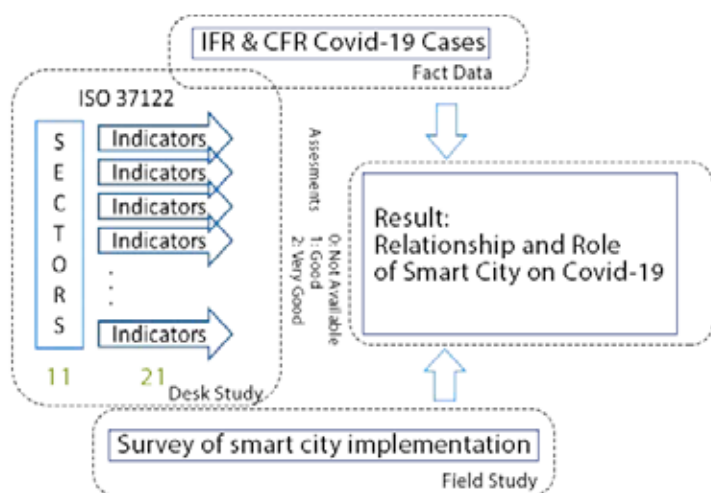 IFR & CFR Covid-19 Cases
Fact Data
ISO 37122
SECTORS
Indicators
Indicators
Indicators
Indicators
Indicators
11
21
Desk Study
Assesments
0: Not Available
1: Good
2: Very Good
Result:
Relationship and Role
of Smart City on Covid-19
Survey of smart city implementation
Field Study